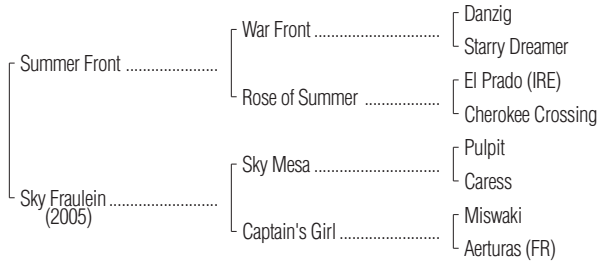 Danzig
War Front ....................
Starry Dreamer
Summer Front .....................
El Prado (IRE)
Rose of Summer .................
Cherokee Crossing
Pulpit
Sky Mesa ............................
Caress
Sky Fraulein .........................
(2005)
Miswaki
Captain's Girl .......................
Aerturas (FR)